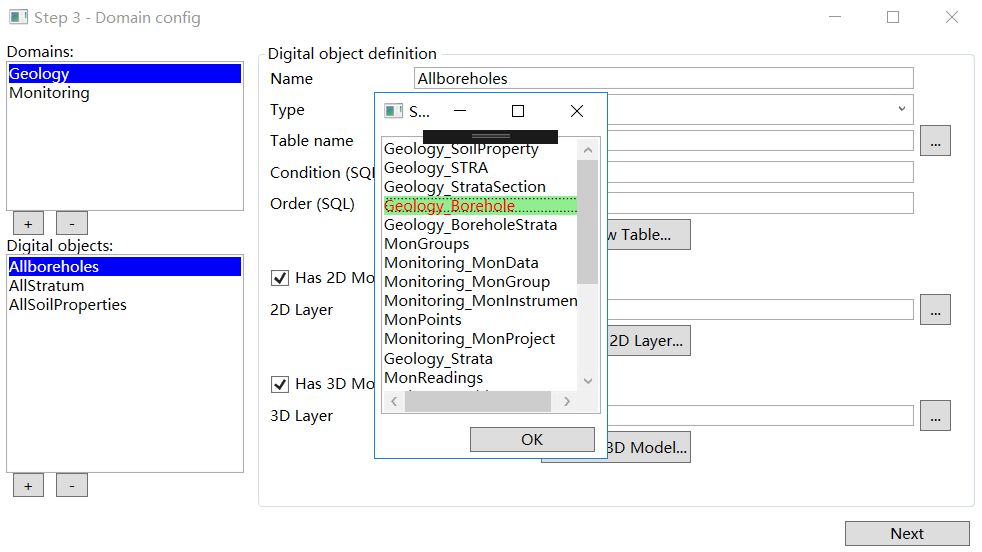 Step 3 - Domain config
Domains:
Geology
Monitoring
+ -
Digital objects:
Allboreholes
AllStratum
AllSoilProperties
+ -
Digital object definition
Name Allboreholes
Type
Table name ...
Condition (SQL
Order (SQL)
w Table...
Has 2D Mo
2D Layer ...
2D Layer...
Has 3D Mo
3D Layer ...
3D Model...
S...
Geology_SoilProperty
Geology_STRA
Geology_StrataSection
Geology_Borehole
Geology_BoreholeStrata
MonGroups
Monitoring_MonData
Monitoring_MonGroup
Monitoring_MonInstrumen
MonPoints
Monitoring_MonProject
Geology_Strata
MonReadings
OK
Next